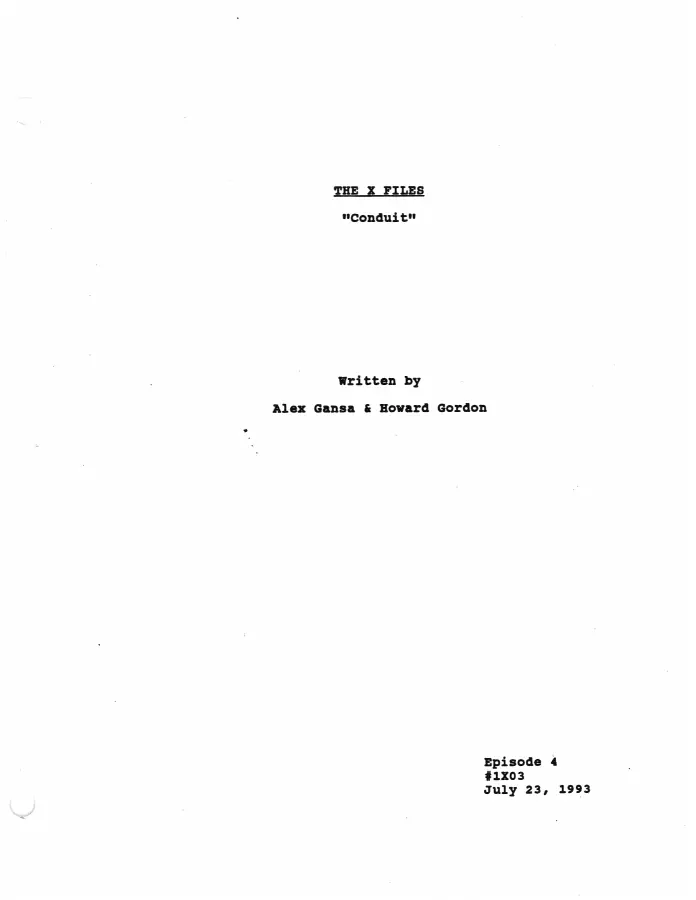 THE X FILES
"Conduit"
Written by
Alex Gansa & Howard Gordon
Episode 4
#1X03
July 23, 1993